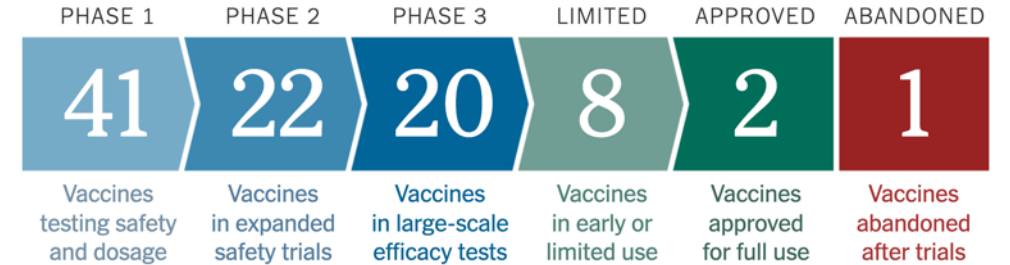 PHASE 1 PHASE 2 PHASE 3 LIMITED APPROVED ABANDONED
41 22 20 8 2 1
Vaccines Vaccines Vaccines Vaccines Vaccines Vaccines
testing safety in expanded in large-scale in early or approved abandoned
and dosage safety trials efficacy tests limited use for full use after trials